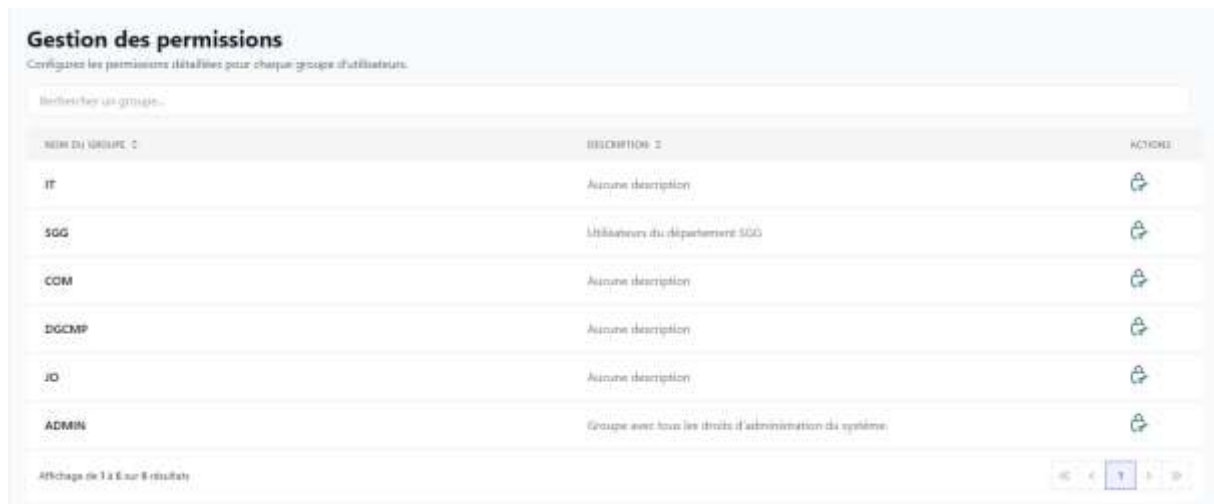 Gestion des permissions
Configurez les permissions détaillées pour chaque groupe d'utilisateurs.
Rechercher un groupe...
NOM DU GROUPE DESCRIPTION ACTIONS
IT Aucune description
SGG Utilisateurs du département SGG
COM Aucune description
DGCMP Aucune description
JO Aucune description
ADMIN Groupe avec tous les droits d'administration du système.
Affichage de 1 à 6 sur 6 résultats « < 1 > »